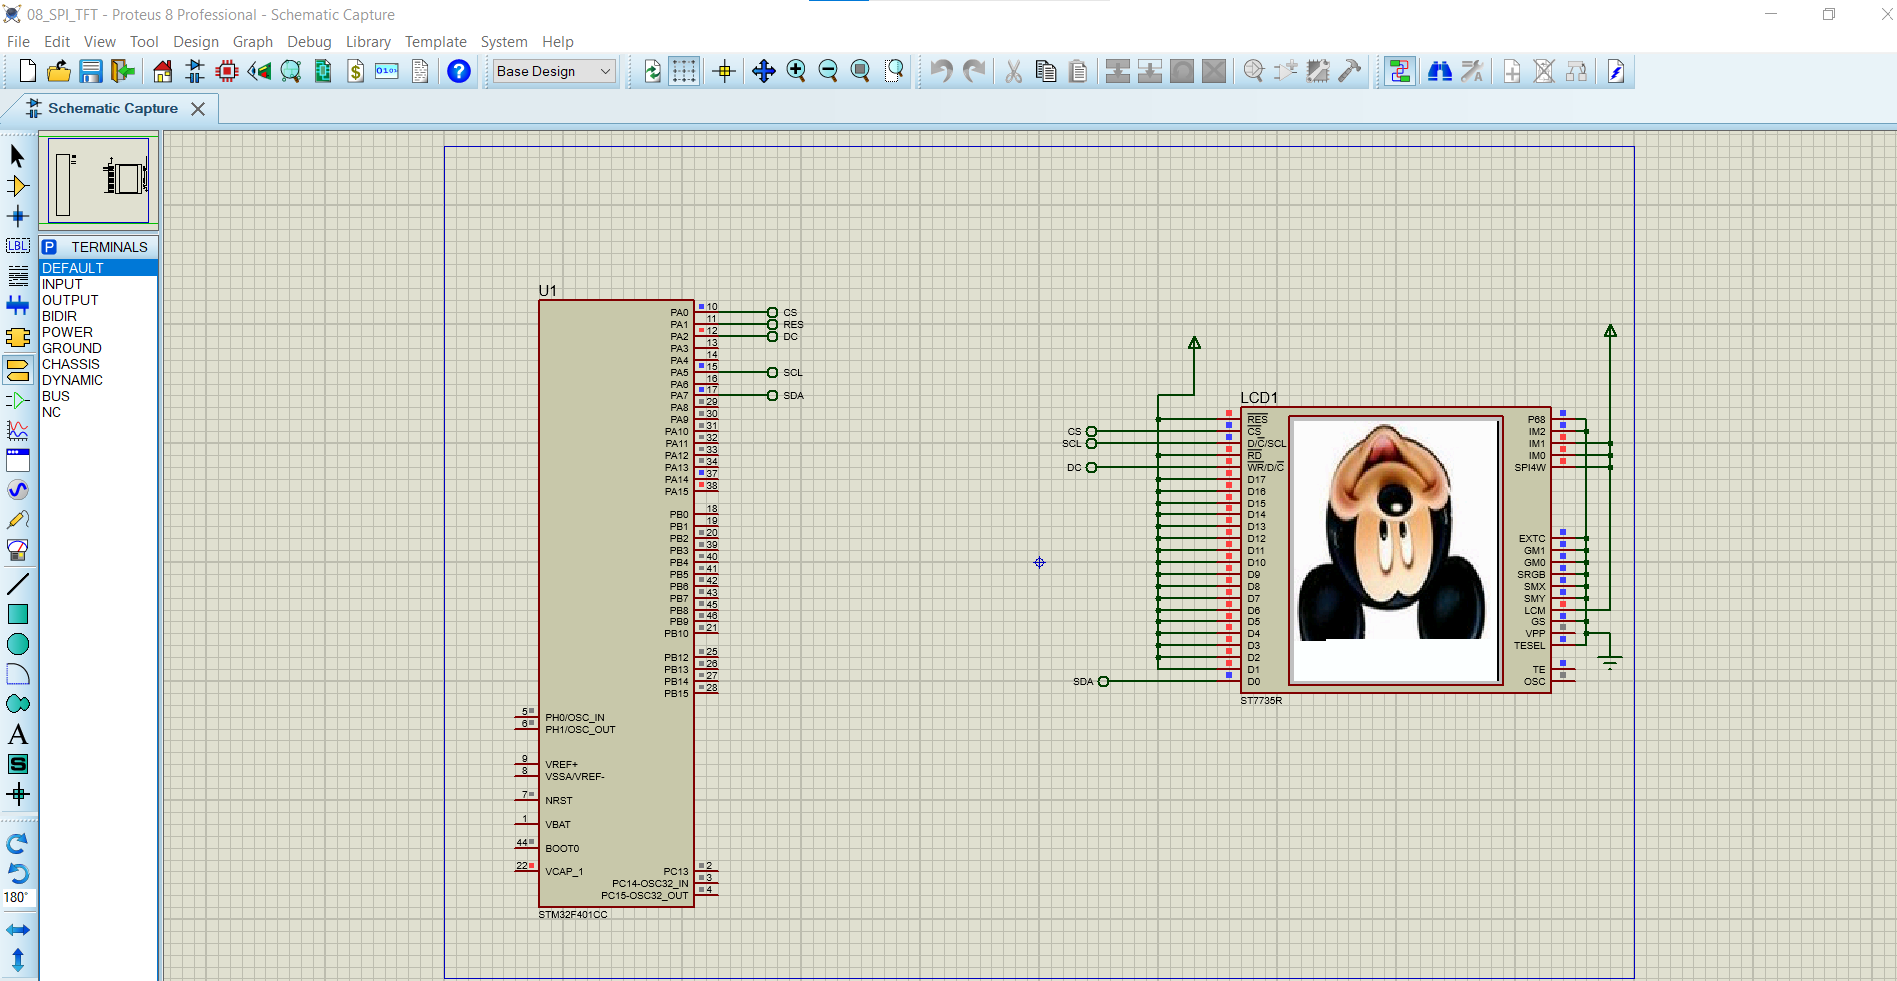 08_SPI_TFT - Proteus 8 Professional - Schematic Capture
File Edit View Tool Design Graph Debug Library Template System Help
Base Design
Schematic Capture
LBL
P TERMINALS
DEFAULT
INPUT
OUTPUT
BIDIR
POWER
GROUND
CHASSIS
DYNAMIC
BUS
NC
A
S
180°
U1
PA0 10 CS
PA1 11 RES
PA2 12 DC
PA3 13
PA4 14
PA5 15 SCL
PA6 16
PA7 17 SDA
PA8 29
PA9 30
PA10 31
PA11 32
PA12 33
PA13 34
PA14 37
PA15 38
PB0 18
PB1 19
PB2 20
PB3 39
PB4 40
PB5 41
PB6 42
PB7 43
PB8 45
PB9 46
PB10 21
PB12 25
PB13 26
PB14 27
PB15 28
5 PH0/OSC_IN
6 PH1/OSC_OUT
9 VREF+
8 VSSA/VREF-
7 NRST
1 VBAT
44 BOOT0
22 VCAP_1
PC13 2
PC14-OSC32_IN 3
PC15-OSC32_OUT 4
STM32F401CC
LCD1
RES
CS CS
SCL D/C/SCL
RD
DC WR/D/C
D17
D16
D15
D14
D13
D12
D11
D10
D9
D8
D7
D6
D5
D4
D3
D2
D1
SDA D0
P68
IM2
IM1
IM0
SPI4W
EXTC
GM1
GM0
SRGB
SMX
SMY
LCM
GS
VPP
TESEL
TE
OSC
ST7735R